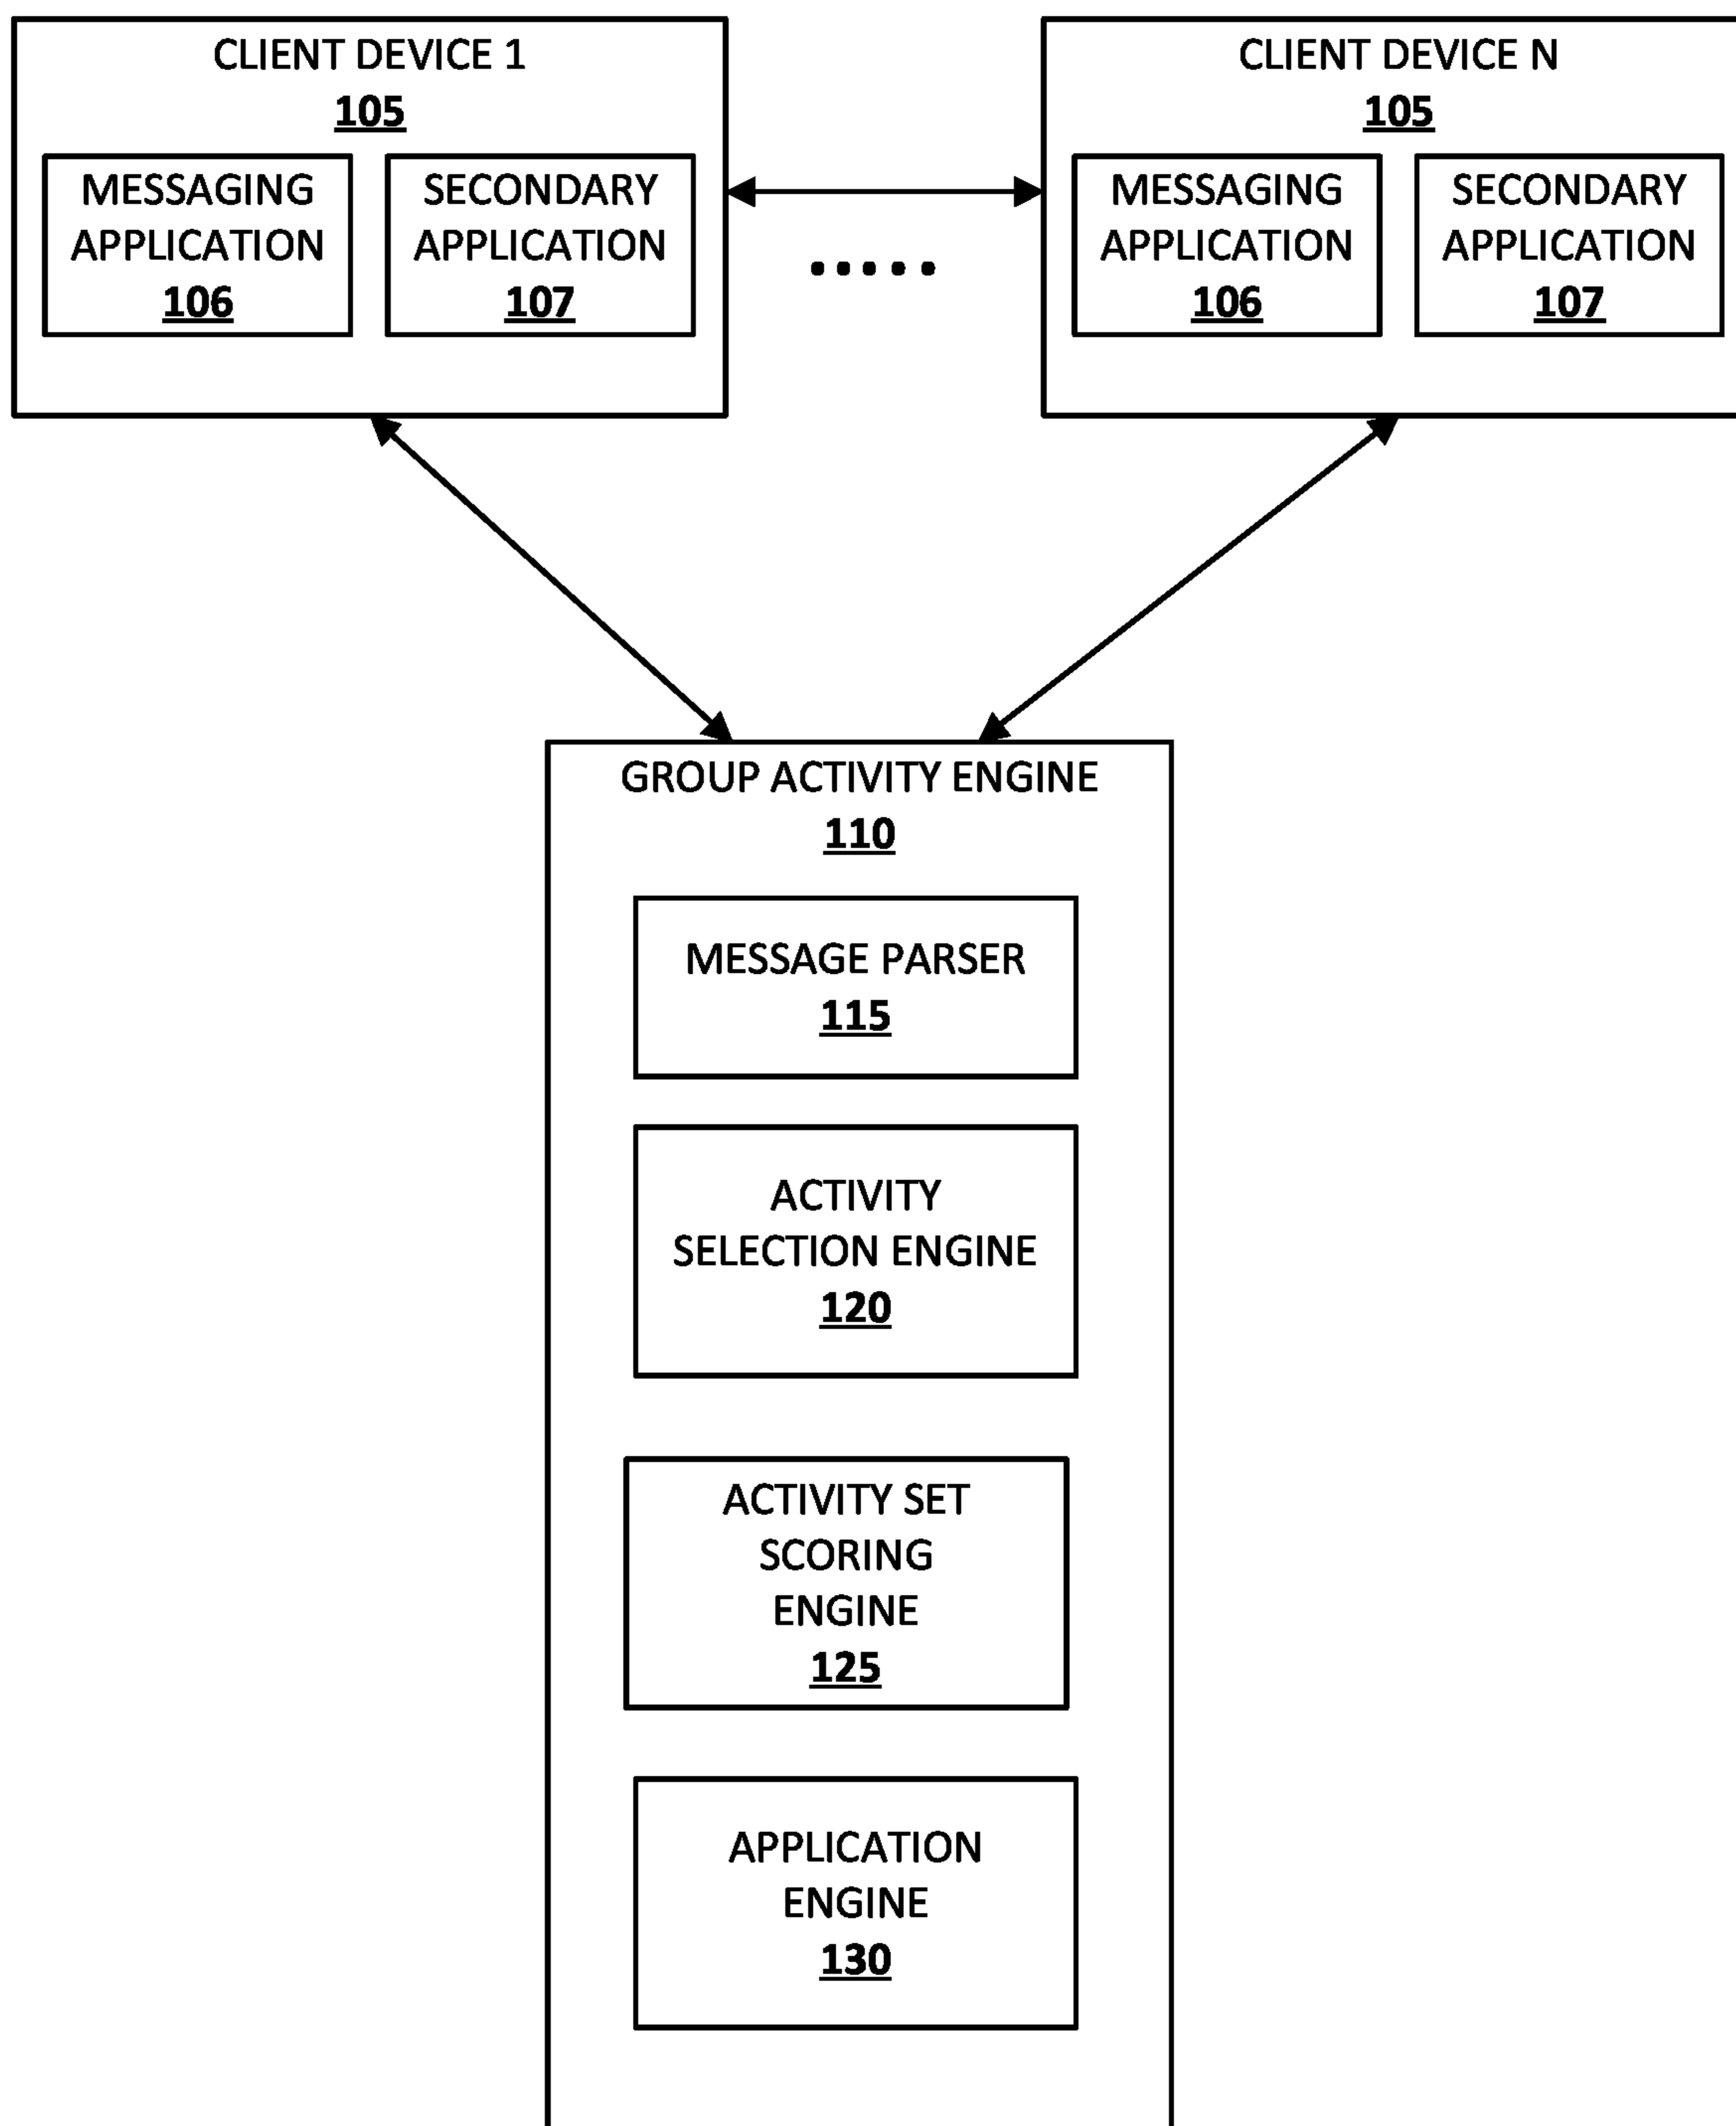 CLIENT DEVICE 1
105
MESSAGING
APPLICATION
106
SECONDARY
APPLICATION
107
.....
CLIENT DEVICE N
105
MESSAGING
APPLICATION
106
SECONDARY
APPLICATION
107
GROUP ACTIVITY ENGINE
110
MESSAGE PARSER
115
ACTIVITY
SELECTION ENGINE
120
ACTIVITY SET
SCORING
ENGINE
125
APPLICATION
ENGINE
130